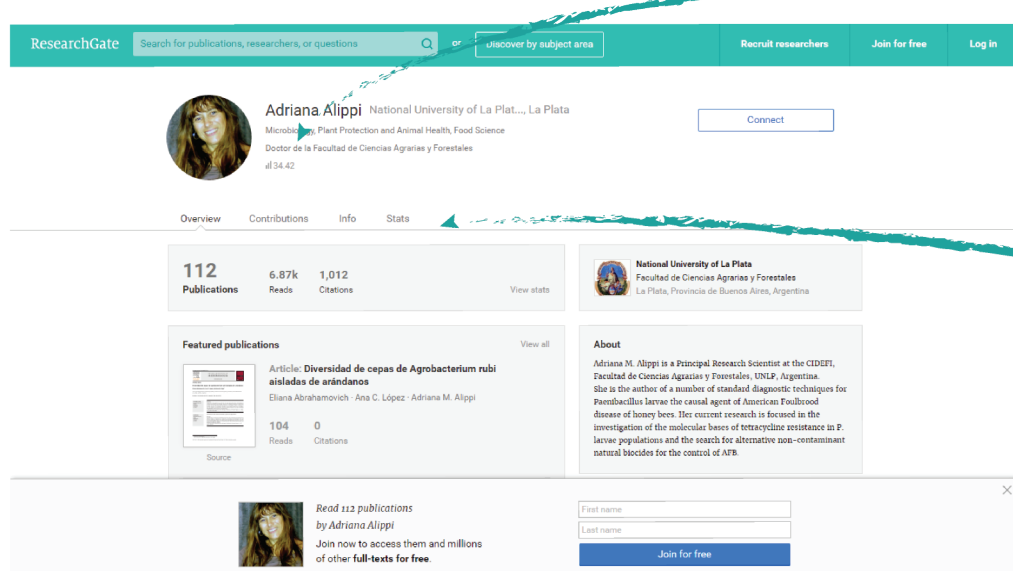 ResearchGate Search for publications, researchers, or questions or Discover by subject area Recruit researchers Join for free Log in
Adriana Alippi National University of La Plat..., La Plata
Microbiology, Plant Protection and Animal Health, Food Science
Doctor de la Facultad de Ciencias Agrarias y Forestales
34.42
Connect
Overview Contributions Info Stats
112 6.87k 1,012
Publications Reads Citations View stats
National University of La Plata
Facultad de Ciencias Agrarias y Forestales
La Plata, Provincia de Buenos Aires, Argentina
Featured publications View all
Article: Diversidad de cepas de Agrobacterium rubi
aisladas de arándanos
Eliana Abrahamovich · Ana C. López · Adriana M. Alippi
104 0
Reads Citations
Source
About
Adriana M. Alippi is a Principal Research Scientist at the CIDEFI,
Facultad de Ciencias Agrarias y Forestales, UNLP, Argentina.
She is the author of a number of standard diagnostic techniques for
Paenibacillus larvae the causal agent of American Foulbrood
disease of honey bees. Her current research is focused in the
investigation of the molecular bases of tetracycline resistance in P.
larvae populations and the search for alternative non-contaminant
natural biocides for the control of AFB.
Read 112 publications
by Adriana Alippi
Join now to access them and millions
of other full-texts for free.
First name
Last name
Join for free